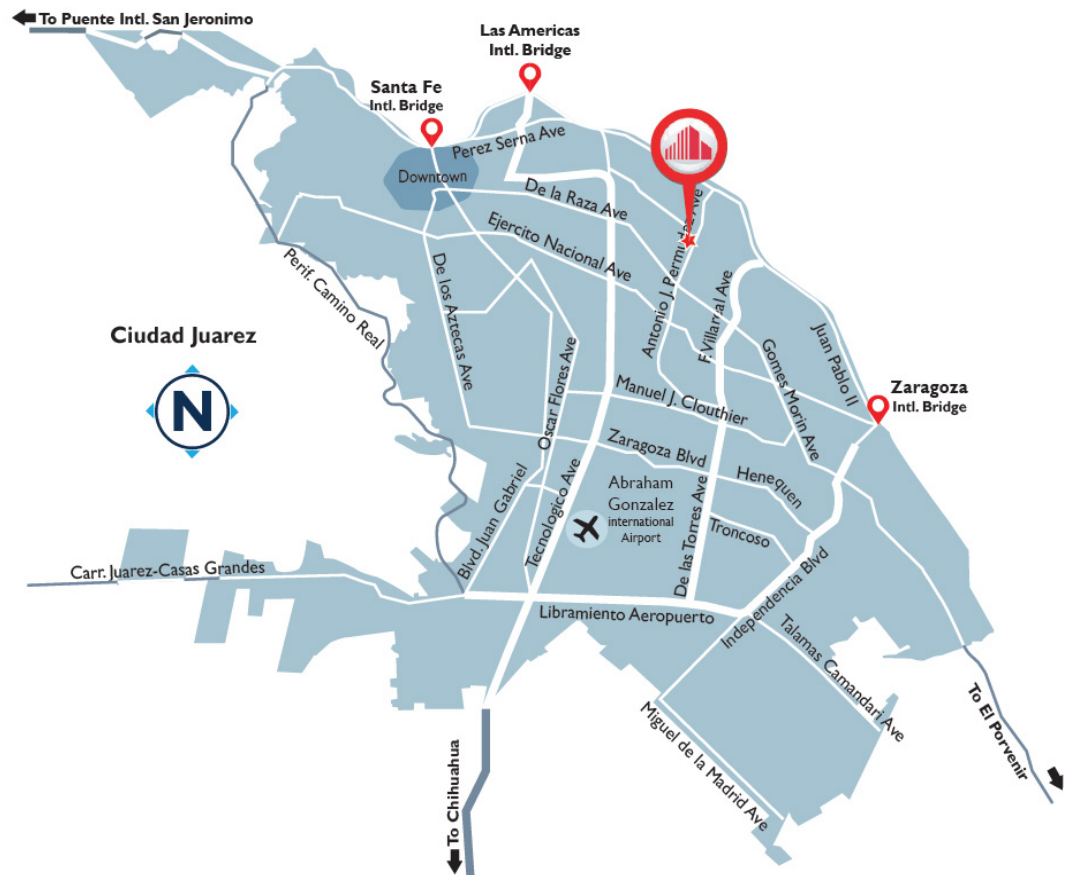 To Puente Intl. San Jeronimo
Las Americas
Intl. Bridge
Santa Fe
Intl. Bridge
Perez Serna Ave
Downtown
De la Raza Ave
Ejercito Nacional Ave
Antonio J. Permudez Ave
F. Villarreal Ave
De los Aztecas Ave
Perif. Camino Real
Juan Pablo II
Gomes Morin Ave
Ciudad Juarez
N
Oscar Flores Ave
Manuel J. Clouthier
Zaragoza
Intl. Bridge
Zaragoza Blvd
Henequen
Blvd. Juan Gabriel
Tecnologico Ave
Abraham
Gonzalez
international
Airport
De las Torres Ave
Troncoso
Carr. Juarez-Casas Grandes
Libramiento Aeropuerto
Independencia Blvd
Talamas Camandari Ave
Miguel de la Madrid Ave
To El Porvenir
To Chihuahua